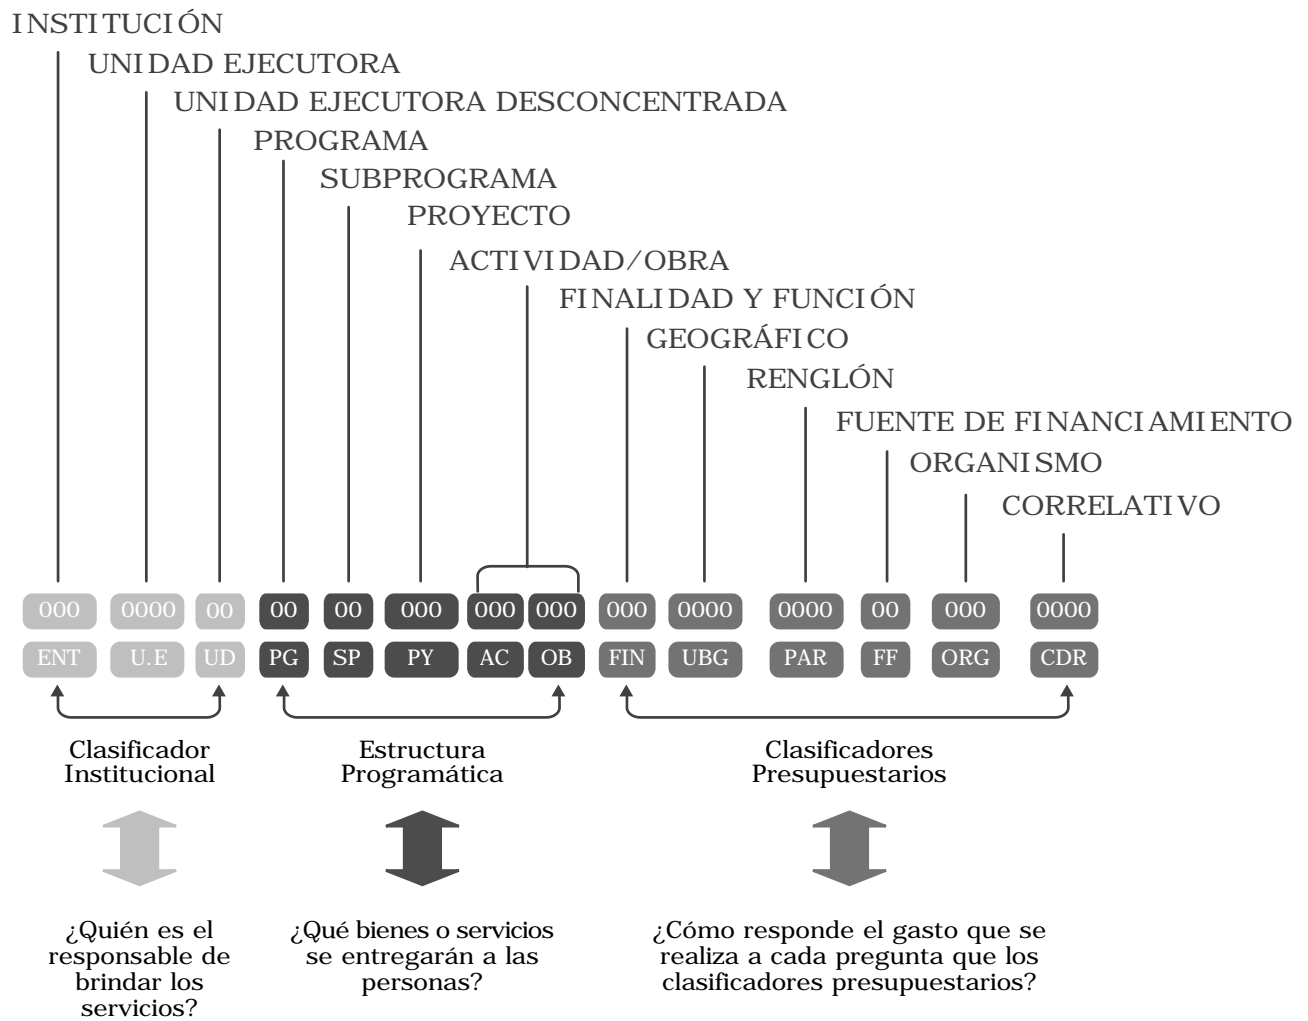 INSTITUCIÓN
UNIDAD EJECUTORA
UNIDAD EJECUTORA DESCONCENTRADA
PROGRAMA
SUBPROGRAMA
PROYECTO
ACTIVIDAD/OBRA
FINALIDAD Y FUNCIÓN
GEOGRÁFICO
RENGLÓN
FUENTE DE FINANCIAMIENTO
ORGANISMO
CORRELATIVO
000 0000 00 00 00 000 000 000 000 0000 0000 00 000 0000
ENT U.E UD PG SP PY AC OB FIN UBG PAR FF ORG CDR
Clasificador
Institucional
Estructura
Programática
Clasificadores
Presupuestarios
¿Quién es el
responsable de
brindar los
servicios?
¿Qué bienes o servicios
se entregarán a las
personas?
¿Cómo responde el gasto que se
realiza a cada pregunta que los
clasificadores presupuestarios?